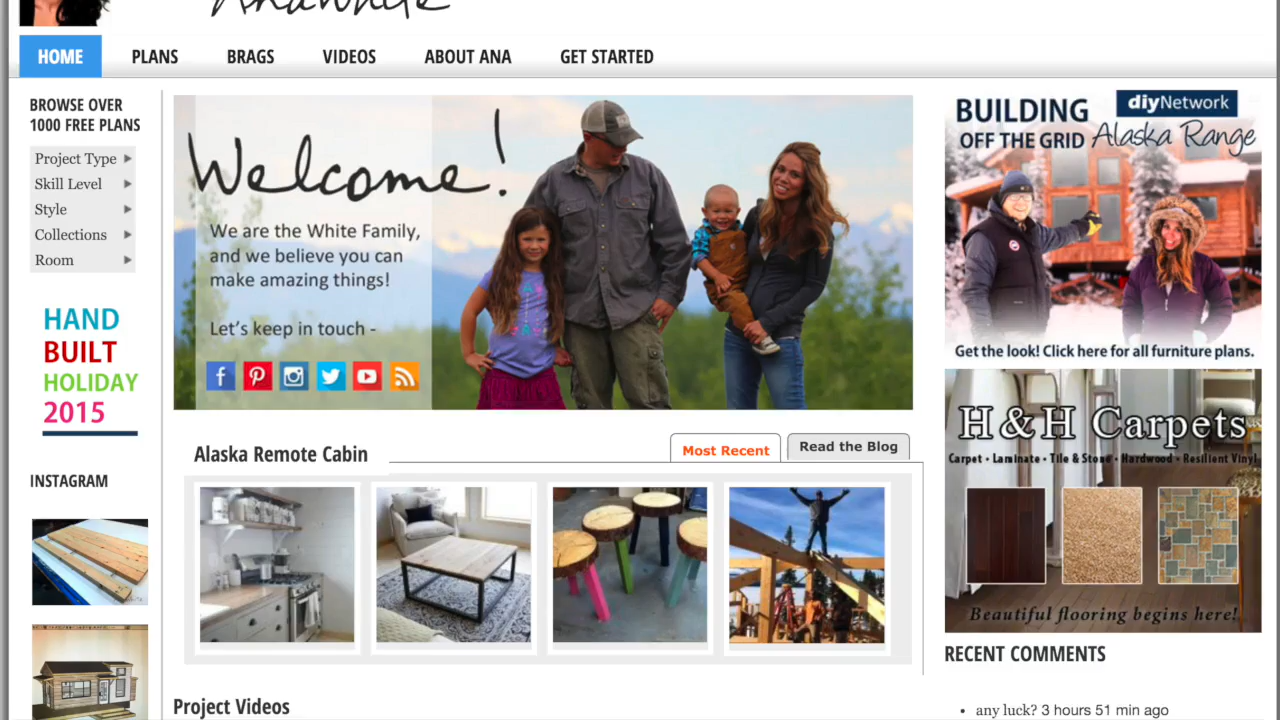 AnaWhite
HOME
PLANS
BRAGS
VIDEOS
ABOUT ANA
GET STARTED
BROWSE OVER
1000 FREE PLANS
Project Type
Skill Level
Style
Collections
Room
HAND
BUILT
HOLIDAY
2015
INSTAGRAM
Welcome!
We are the White Family,
and we believe you can
make amazing things!
Let's keep in touch -
Alaska Remote Cabin
Most Recent
Read the Blog
Project Videos
BUILDING
diyNetwork
OFF THE GRID Alaska Range
Get the look! Click here for all furniture plans.
H&H Carpets
Carpet • Laminate • Tile & Stone • Hardwood • Resilient Vinyl
Beautiful flooring begins here!
RECENT COMMENTS
any luck? 3 hours 51 min ago